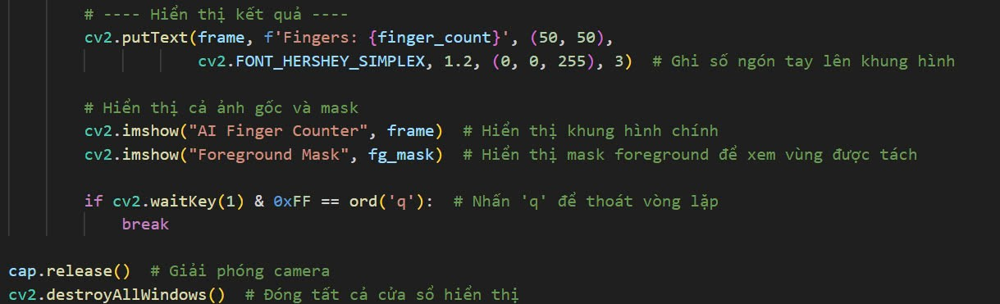 # ---- Hiển thị kết quả ----
cv2.putText(frame, f'Fingers: {finger_count}', (50, 50),
cv2.FONT_HERSHEY_SIMPLEX, 1.2, (0, 0, 255), 3)  # Ghi số ngón tay lên khung hình
# Hiển thị cả ảnh gốc và mask
cv2.imshow("AI Finger Counter", frame)  # Hiển thị khung hình chính
cv2.imshow("Foreground Mask", fg_mask)  # Hiển thị mask foreground để xem vùng được tách
if cv2.waitKey(1) & 0xFF == ord('q'):  # Nhấn 'q' để thoát vòng lặp
break
cap.release()  # Giải phóng camera
cv2.destroyAllWindows()  # Đóng tất cả cửa sổ hiển thị